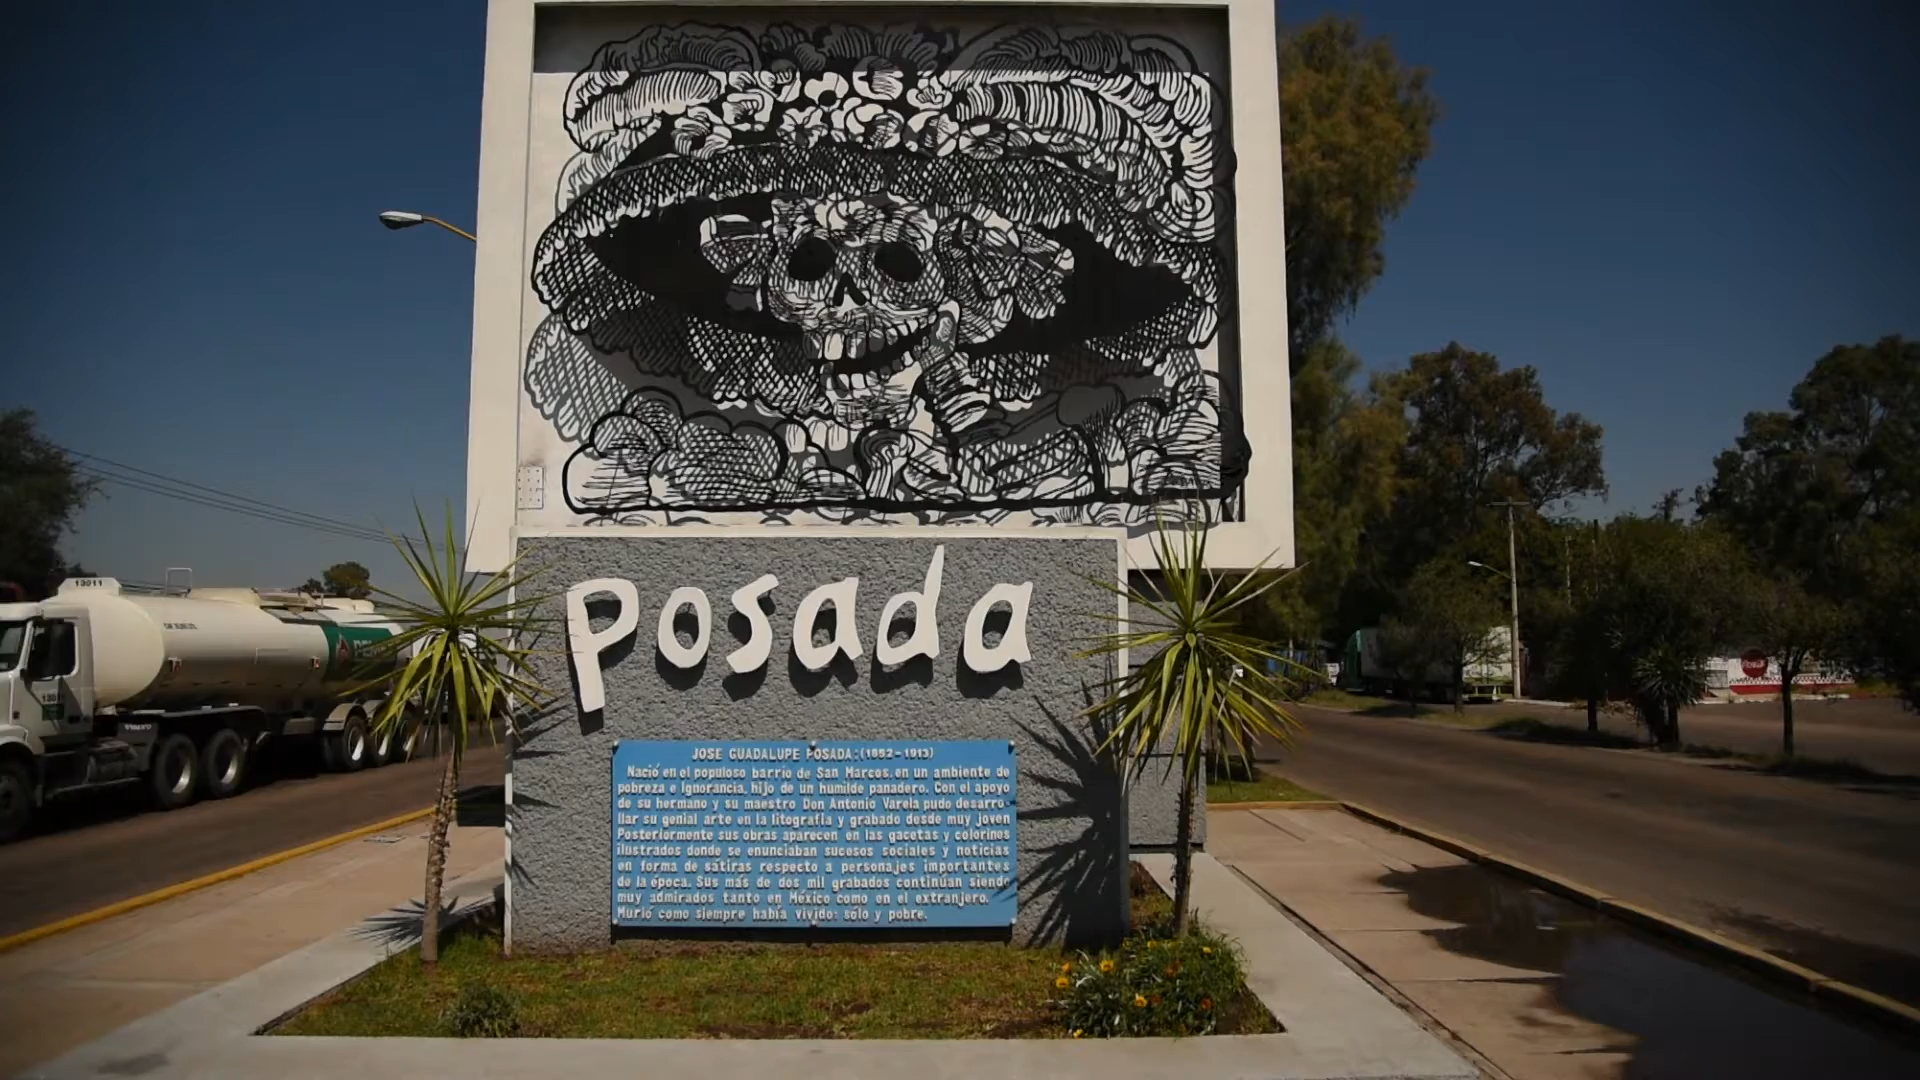 posada
JOSE GUADALUPE POSADA:(1852-1913)
Nació en el populoso barrio de San Marcos, en un ambiente de
pobreza e ignorancia, hijo de un humilde panadero. Con el apoyo
de su hermano y su maestro Don Antonio Varela pudo desarro-
llar su genial arte en la litografía y grabado desde muy joven
Posteriormente sus obras aparecen en las gacetas y colorines
ilustrados donde se enunciaban sucesos sociales y noticias
en forma de sátiras respecto a personajes importantes
de la época. Sus más de dos mil grabados continúan siendo
muy admirados tanto en México como en el extranjero.
Murió como siempre había vivido: sólo y pobre.
13011